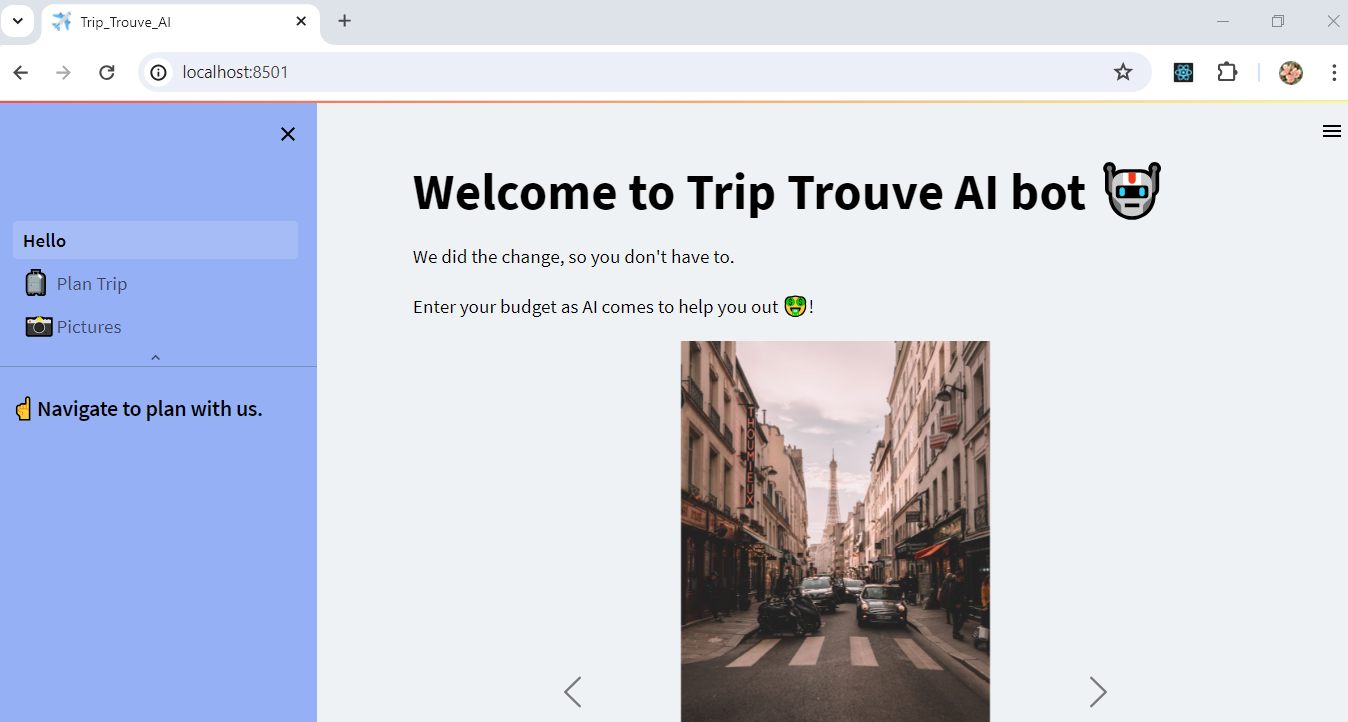 Trip_Trouve_AI
localhost:8501
Hello
Plan Trip
Pictures
Navigate to plan with us.
Welcome to Trip Trouve AI bot
We did the change, so you don't have to.
Enter your budget as AI comes to help you out !
THOUMIEUX